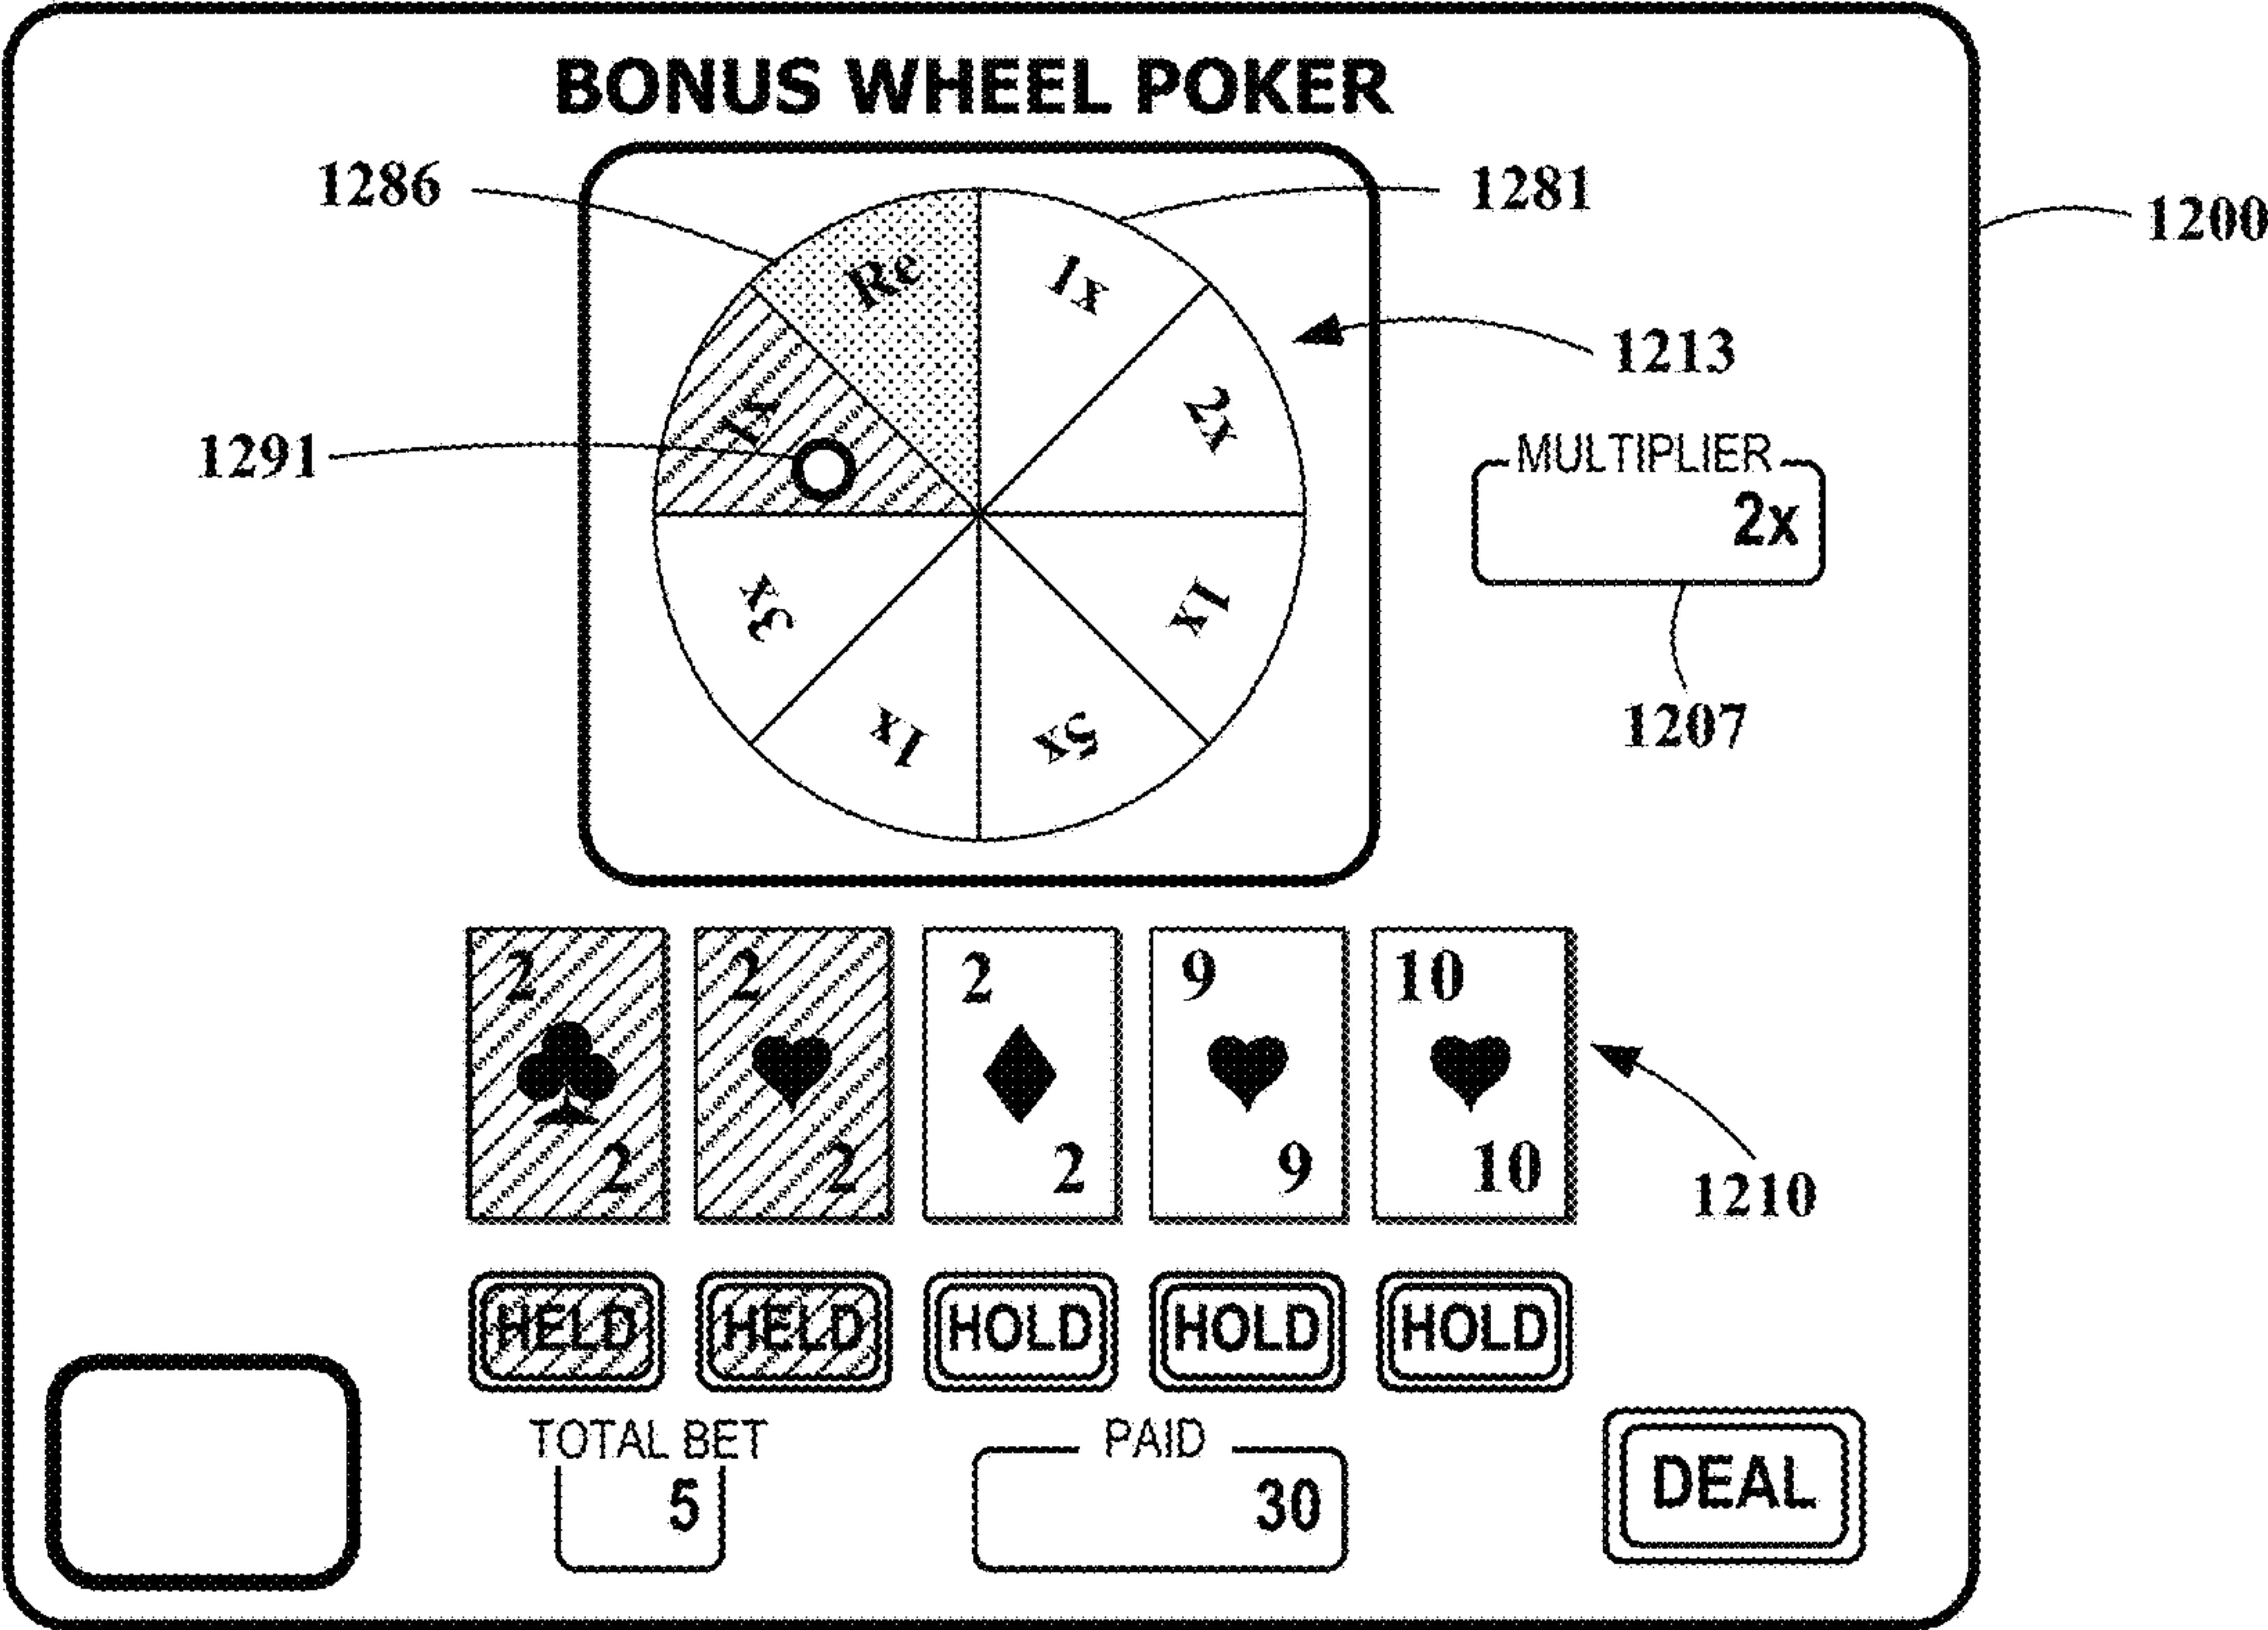 BONUS WHEEL POKER
1286
1281
1200
Re
1x
1213
1x
2x
1291
MULTIPLIER
2x
3x
1x
1x
5x
1207
2 2 2 9 10
2 2 2 9 10
1210
HELD HELD HOLD HOLD HOLD
TOTAL BET PAID
5 30 DEAL